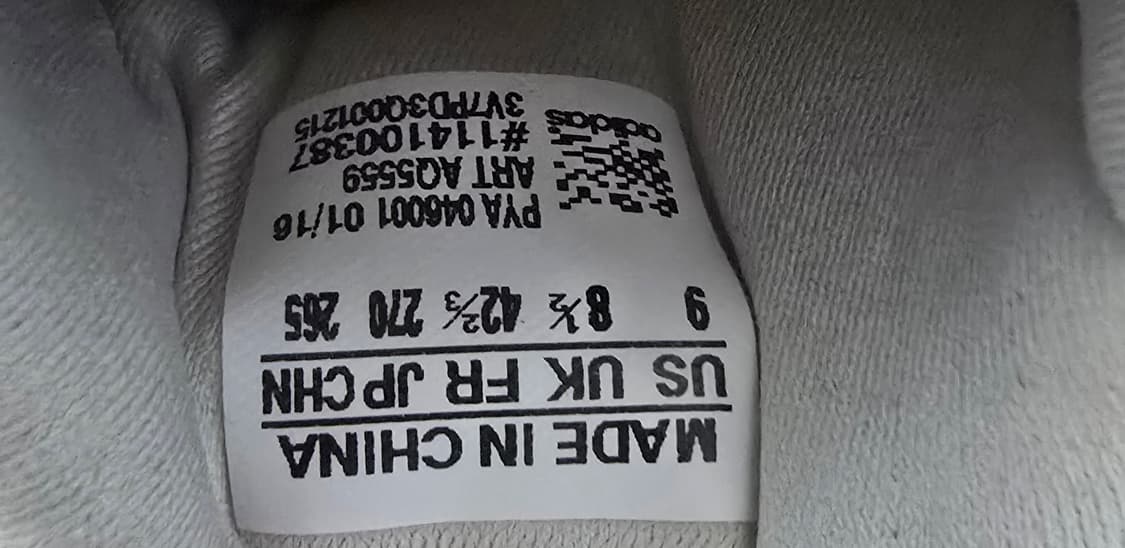 MADE IN CHINA
US UK FR JP CHN
9 8½ 42⅔ 270 265
PYA 046001 01/16
ART AQ5559
#114100387
3V7PD3Q001215
adidas